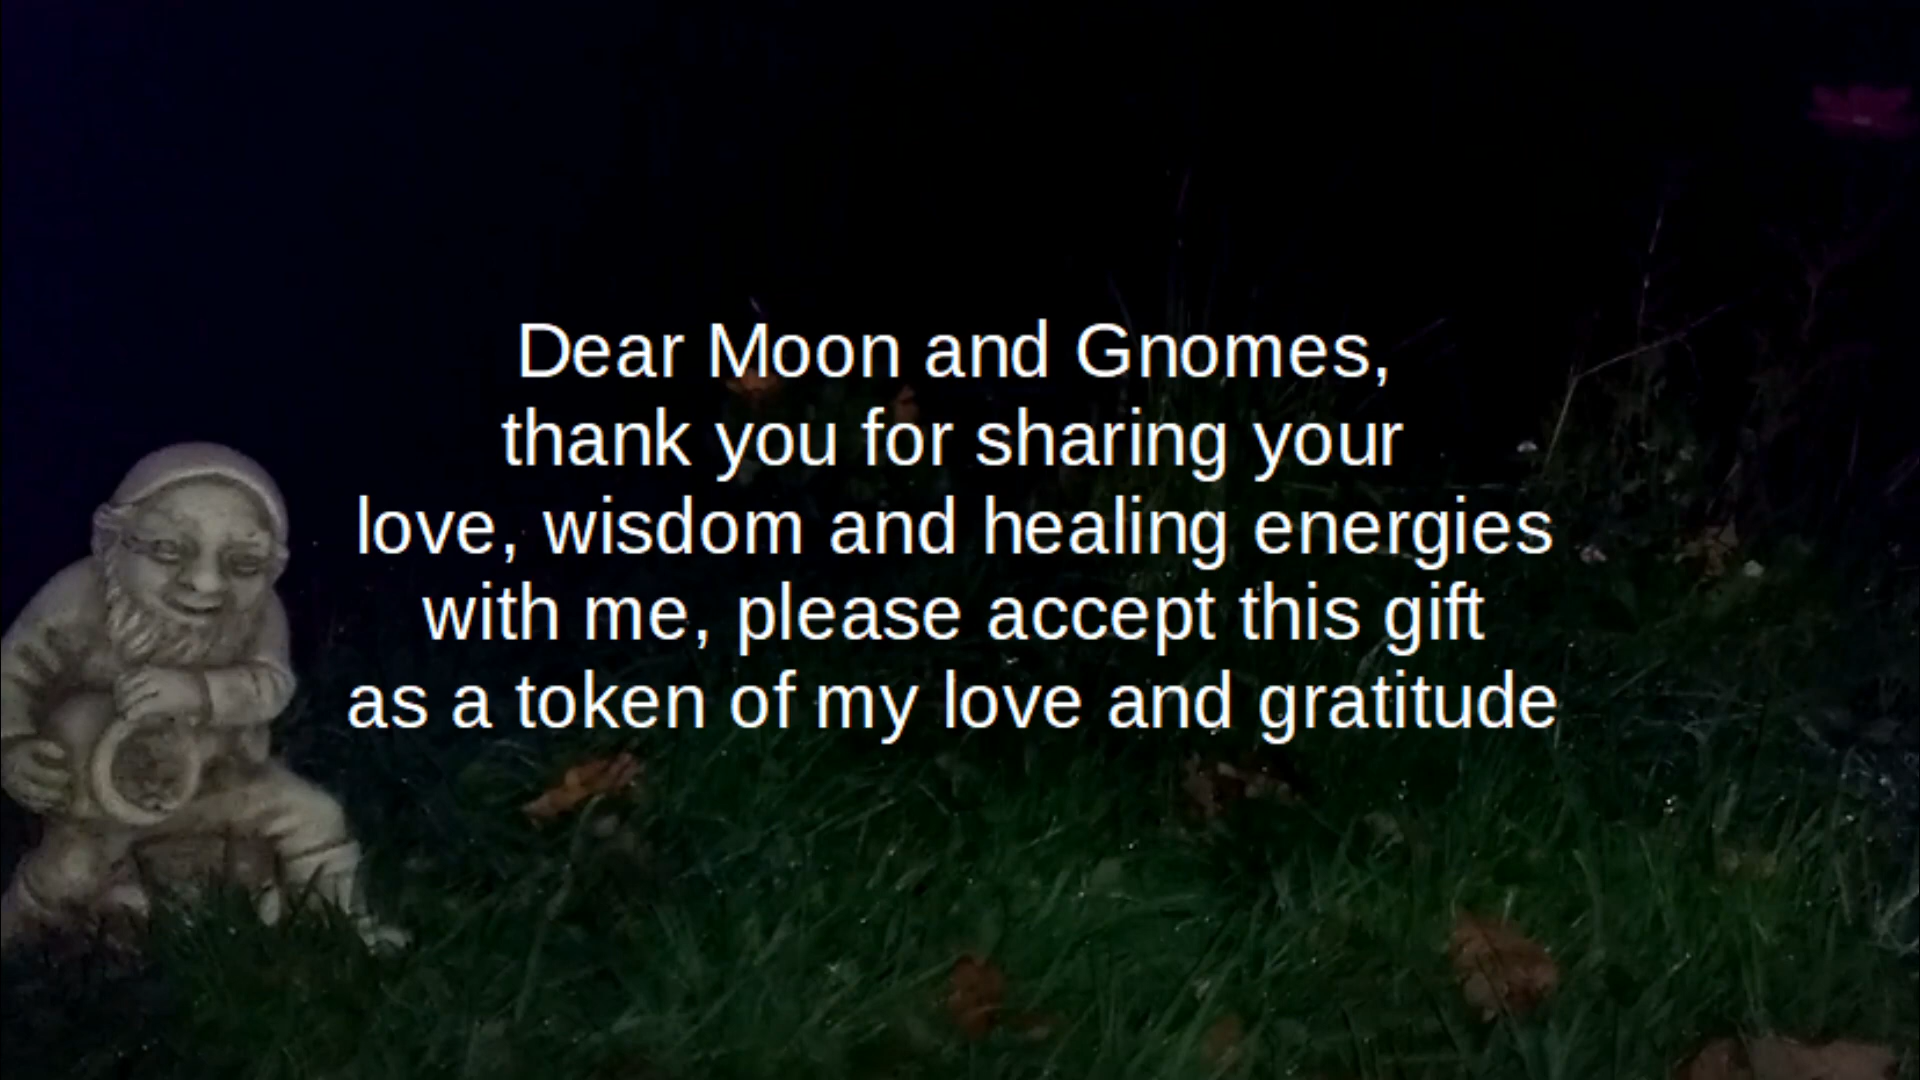 Dear Moon and Gnomes,
thank you for sharing your
love, wisdom and healing energies
with me, please accept this gift
as a token of my love and gratitude